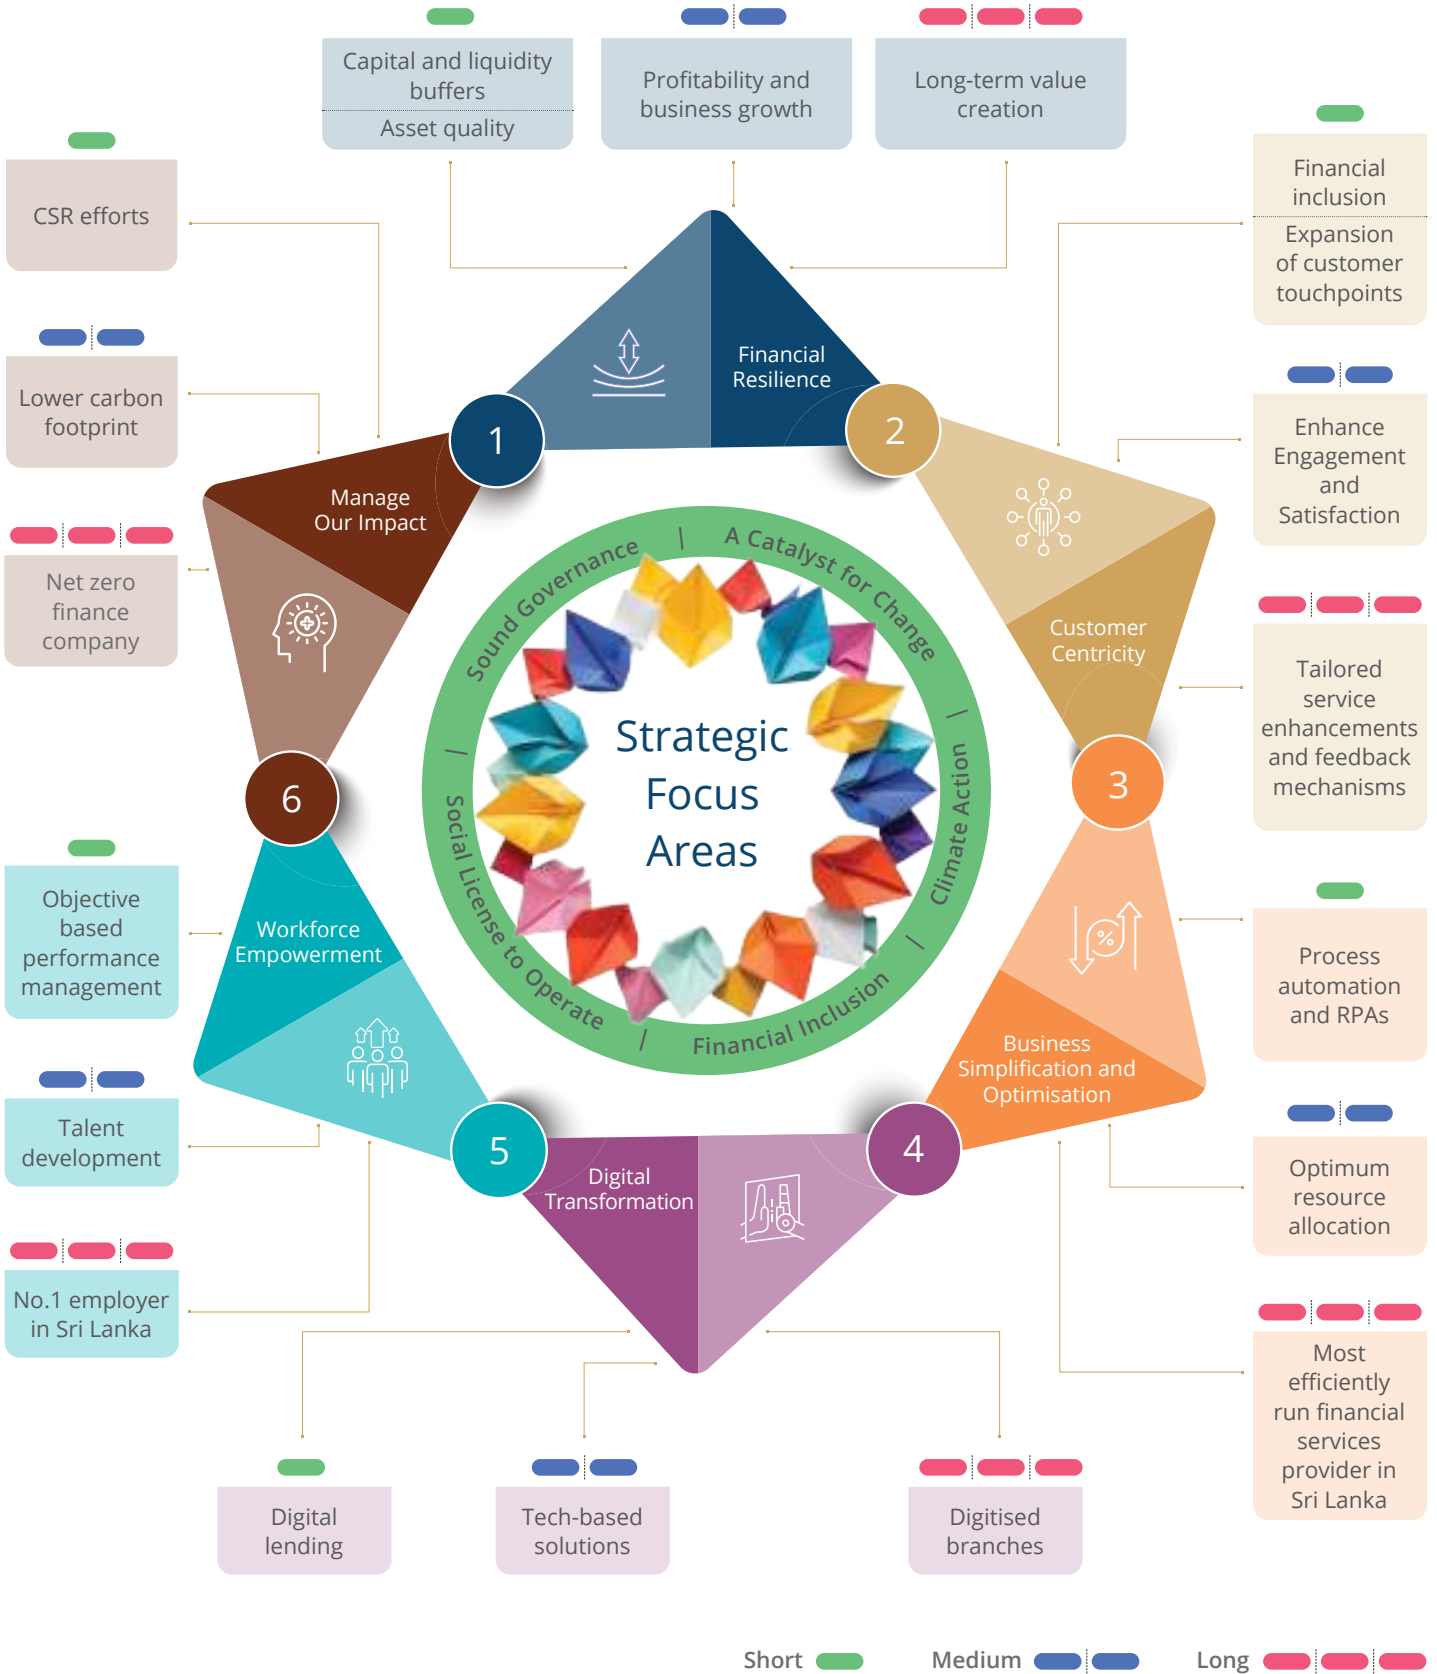 Capital and liquidity
buffers
Asset quality
Profitability and
business growth
Long-term value
creation
Financial
inclusion
Expansion
of customer
touchpoints
Enhance
Engagement
and
Satisfaction
Tailored
service
enhancements
and feedback
mechanisms
Process
automation
and RPAs
Optimum
resource
allocation
Most
efficiently
run financial
services
provider in
Sri Lanka
CSR efforts
Lower carbon
footprint
Net zero
finance
company
Objective
based
performance
management
Talent
development
No.1 employer
in Sri Lanka
Digital
lending
Tech-based
solutions
Digitised
branches
1
Financial
Resilience
2
Customer
Centricity
3
Business
Simplification and
Optimisation
4
Digital
Transformation
5
Workforce
Empowerment
6
Manage
Our Impact
Sound Governance | A Catalyst for Change | Climate Action | Financial Inclusion | Social License to Operate |
Strategic
Focus
Areas
Short
Medium
Long